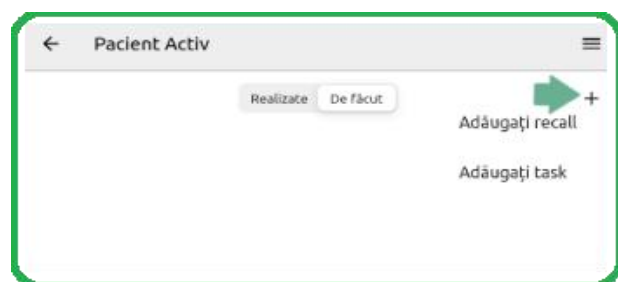 Pacient Activ
Realizate De făcut
Adăugați recall
Adăugați task